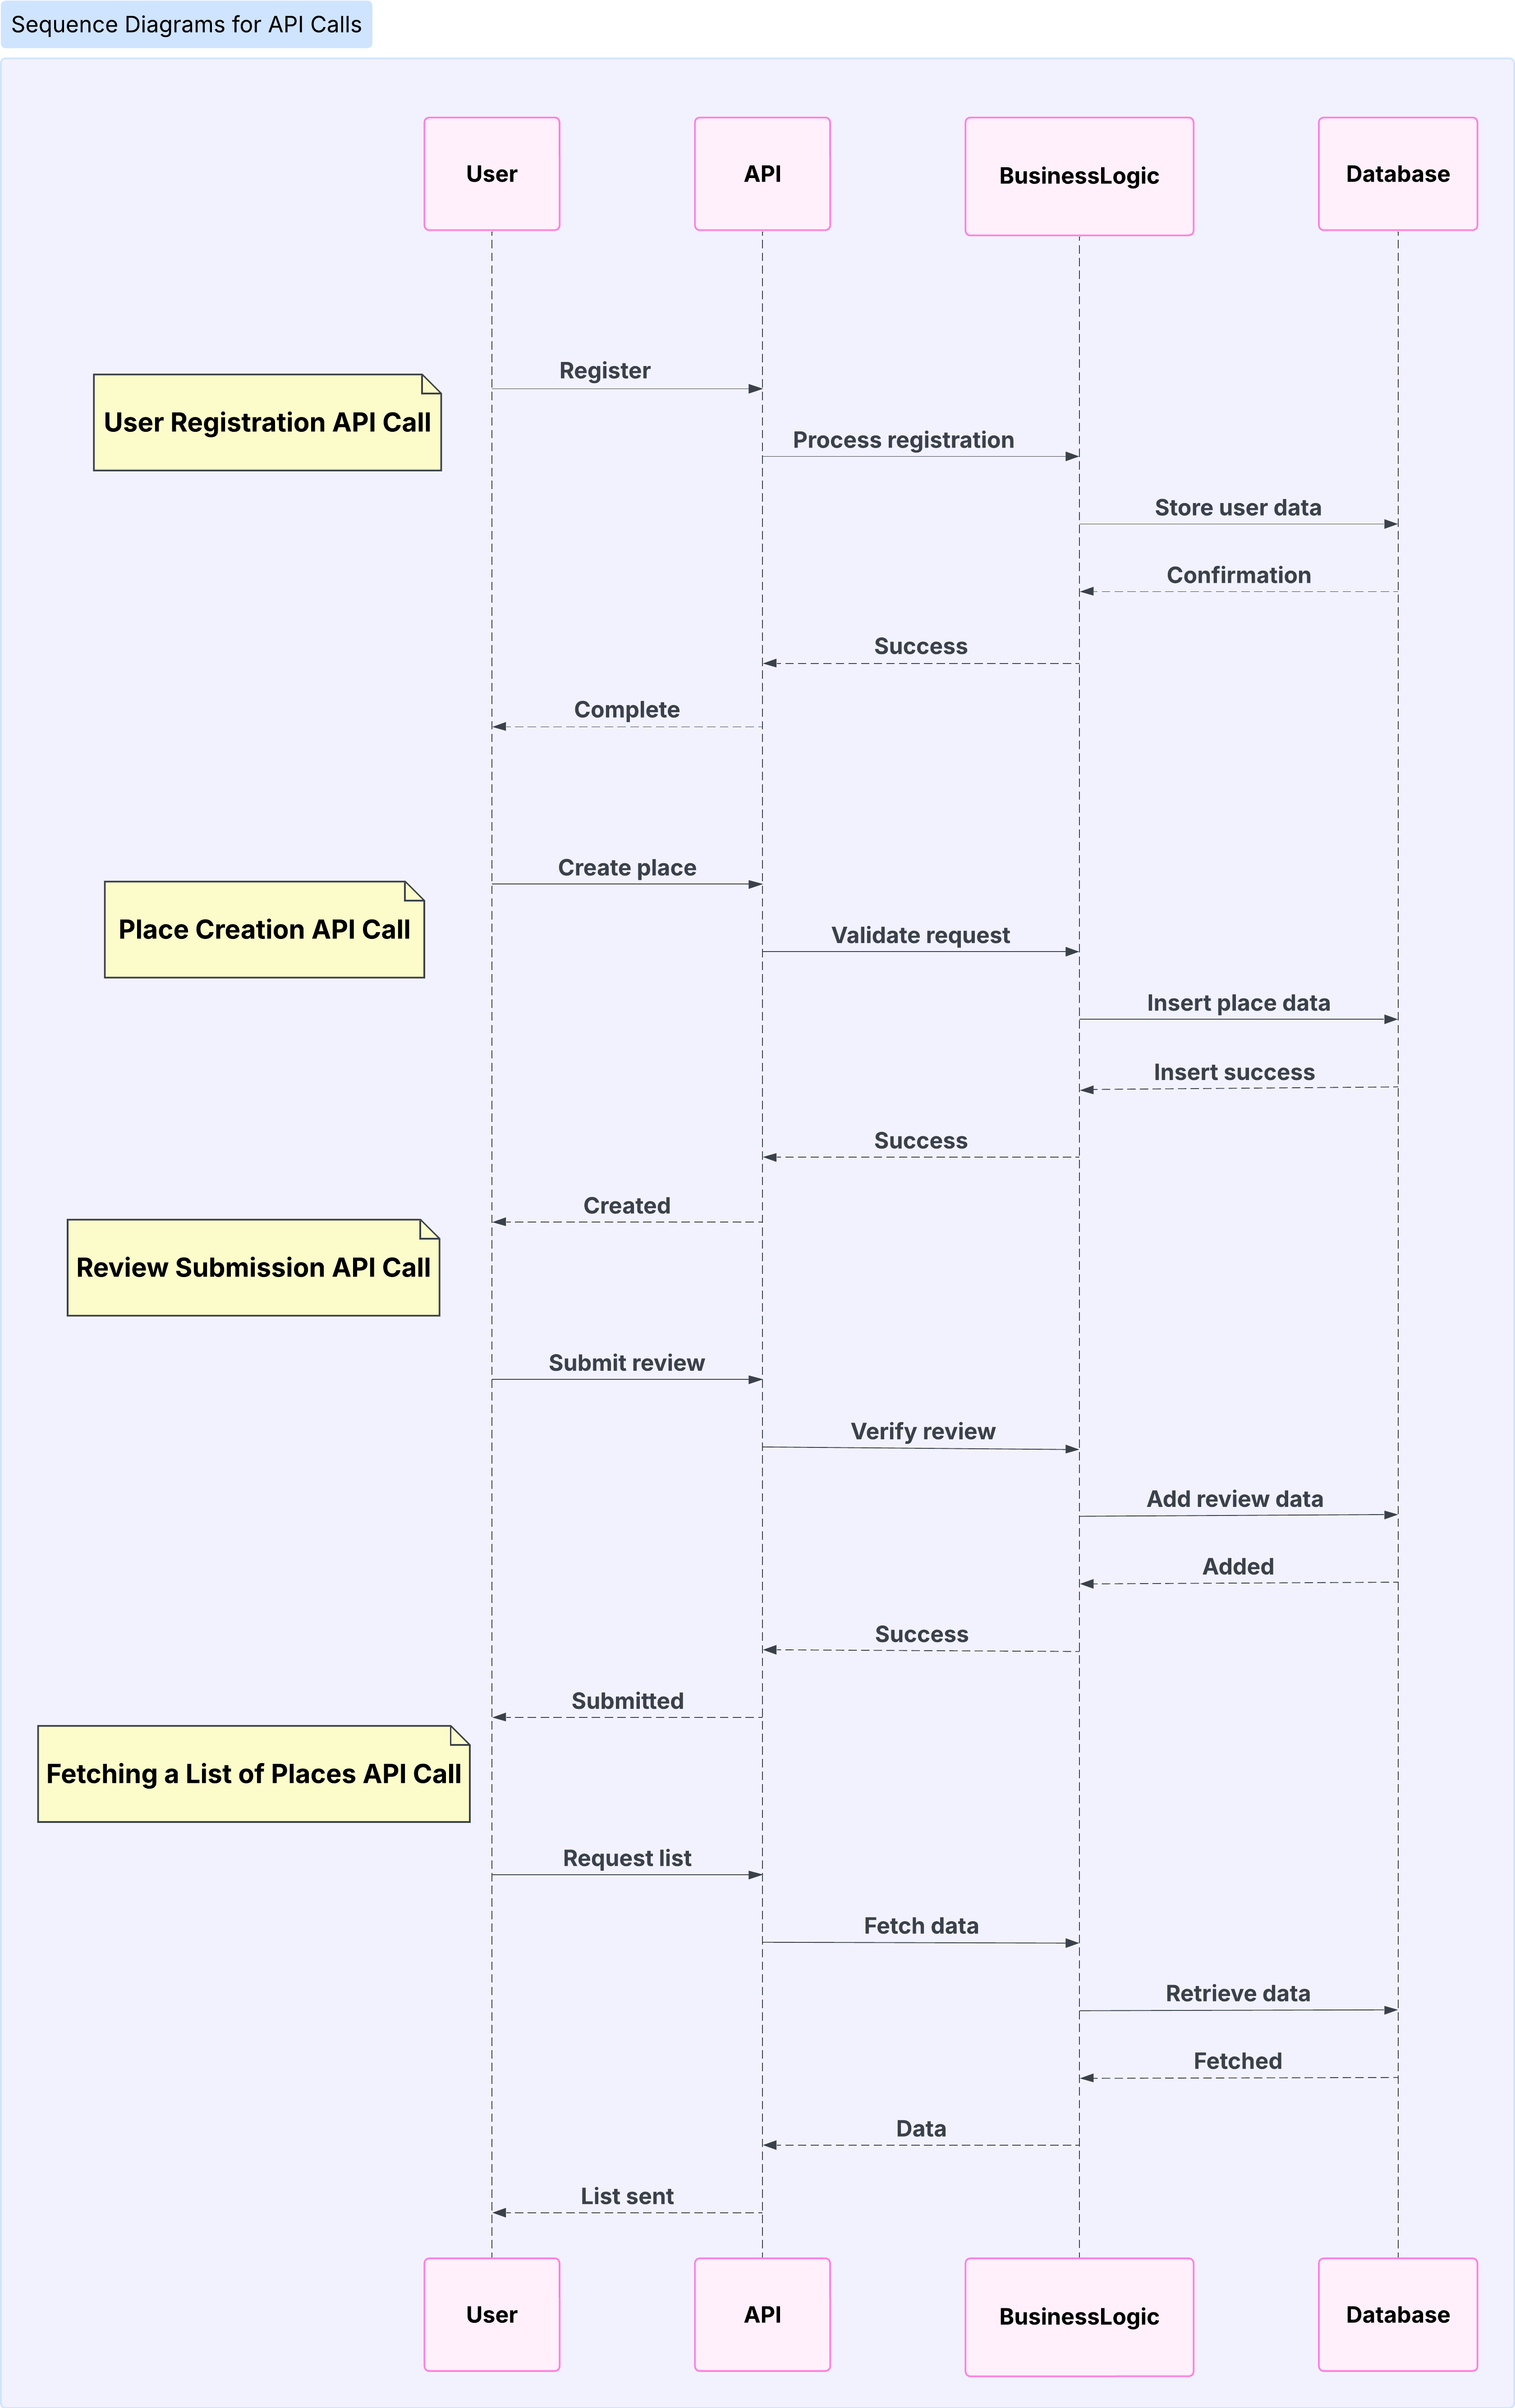 Sequence Diagrams for API Calls
User
API
BusinessLogic
Database
Register
User Registration API Call
Process registration
Store user data
Confirmation
Success
Complete
Create place
Place Creation API Call
Validate request
Insert place data
Insert success
Success
Created
Review Submission API Call
Submit review
Verify review
Add review data
Added
Success
Submitted
Fetching a List of Places API Call
Request list
Fetch data
Retrieve data
Fetched
Data
List sent
User
API
BusinessLogic
Database